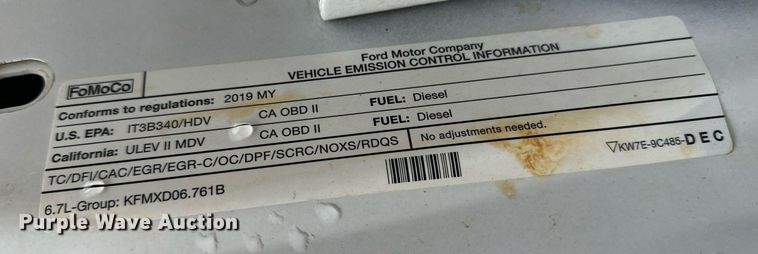 Ford Motor Company
VEHICLE EMISSION CONTROL INFORMATION
FoMoCo
Conforms to regulations: 2019 MY
U.S. EPA: IT3B340/HDV CA OBD II FUEL: Diesel
California: ULEV II MDV CA OBD II FUEL: Diesel
TC/DFI/CAC/EGR/EGR-C/OC/DPF/SCRC/NOXS/RDQS No adjustments needed.
▽KW7E-9C485-DEC
6.7L-Group: KFMXD06.761B
Purple Wave Auction